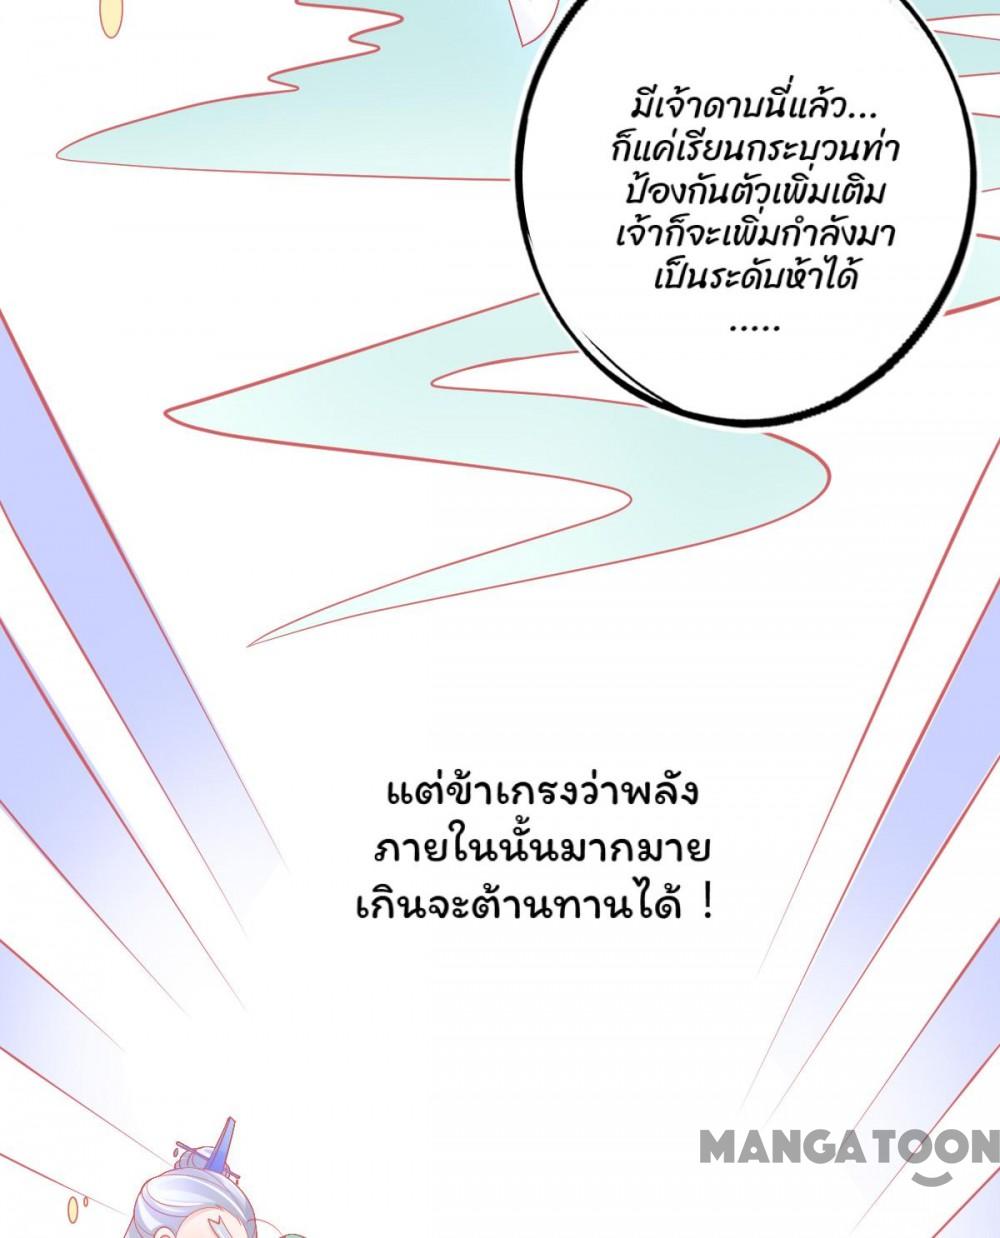 มีเจ้าดาบนี่แล้ว...
ก็แค่เรียนกระบวนท่า
ป้องกันตัวเพิ่มเติม
เจ้าก็จะเพิ่มกำลังมา
เป็นระดับห้าได้
.....
แต่ข้าเกรงว่าพลัง
ภายในนั้นมากมาย
เกินจะต้านทานได้ !
MANGATOON